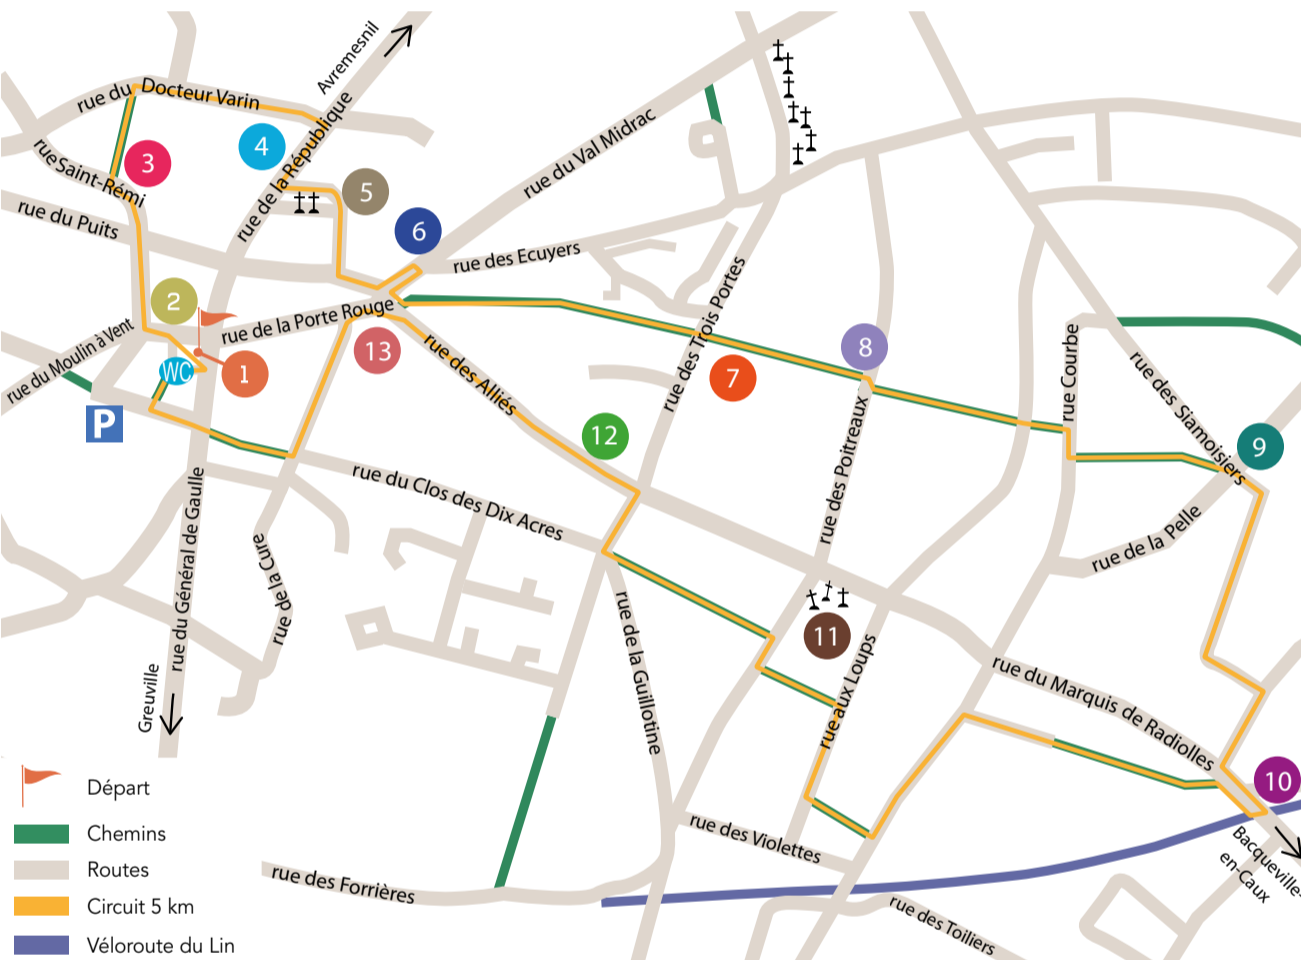 Avremesnil
rue du Docteur Varin
rue de la République
rue du Val Midrac
rue Saint-Rémi
rue du Puits
rue des Ecuyers
rue de la Porte Rouge
rue du Moulin à Vent
rue des Trois Portes
rue des Alliés
rue Courbe
rue des Siamoisiers
rue des Poitreaux
rue du Clos des Dix Acres
rue du Général de Gaulle
rue de la Cure
rue de la Pelle
rue de la Guillotine
rue aux Loups
rue du Marquis de Radiolles
rue des Violettes
rue des Forrières
rue des Toiliers
Greuville
Bacqueville-
en-Caux
1
2
3
4
5
6
7
8
9
10
11
12
13
WC
P
Départ
Chemins
Routes
Circuit 5 km
Véloroute du Lin